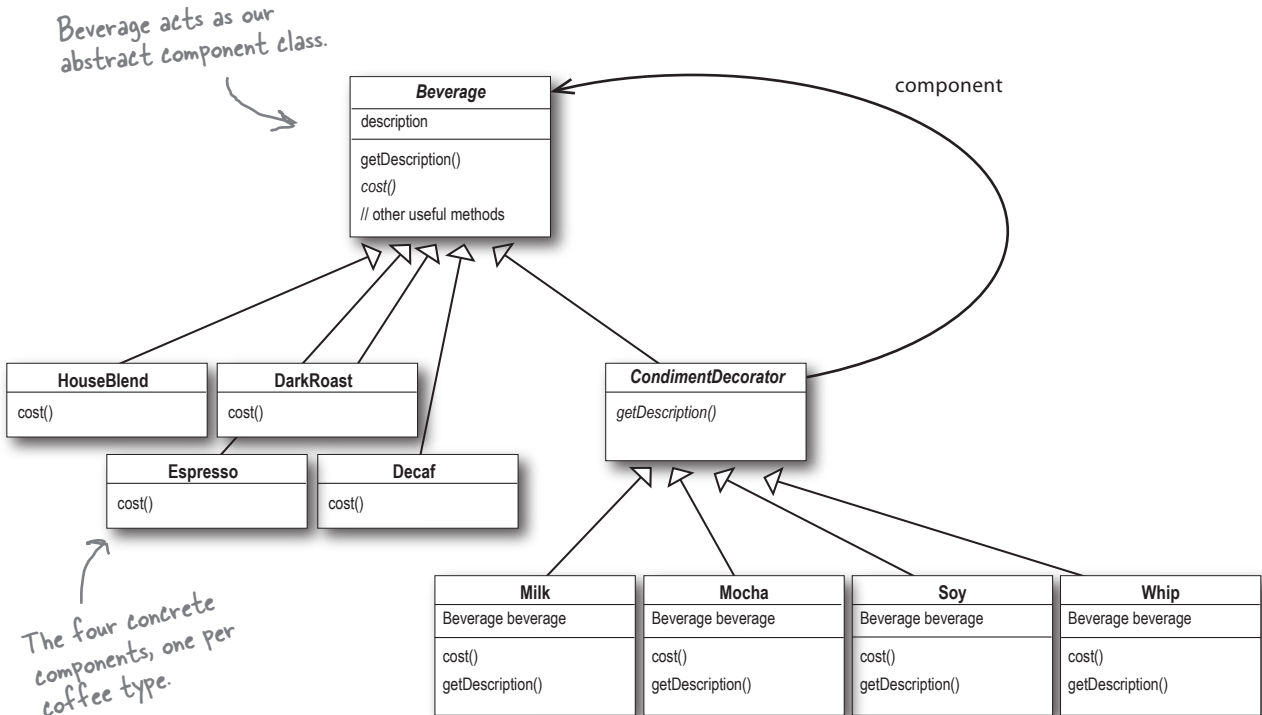 Beverage acts as our
abstract component class.
component
Beverage
description
getDescription()
cost()
// other useful methods
HouseBlend
cost()
DarkRoast
cost()
CondimentDecorator
getDescription()
Espresso
cost()
Decaf
cost()
The four concrete
components, one per
coffee type.
Milk
Beverage beverage
cost()
getDescription()
Mocha
Beverage beverage
cost()
getDescription()
Soy
Beverage beverage
cost()
getDescription()
Whip
Beverage beverage
cost()
getDescription()